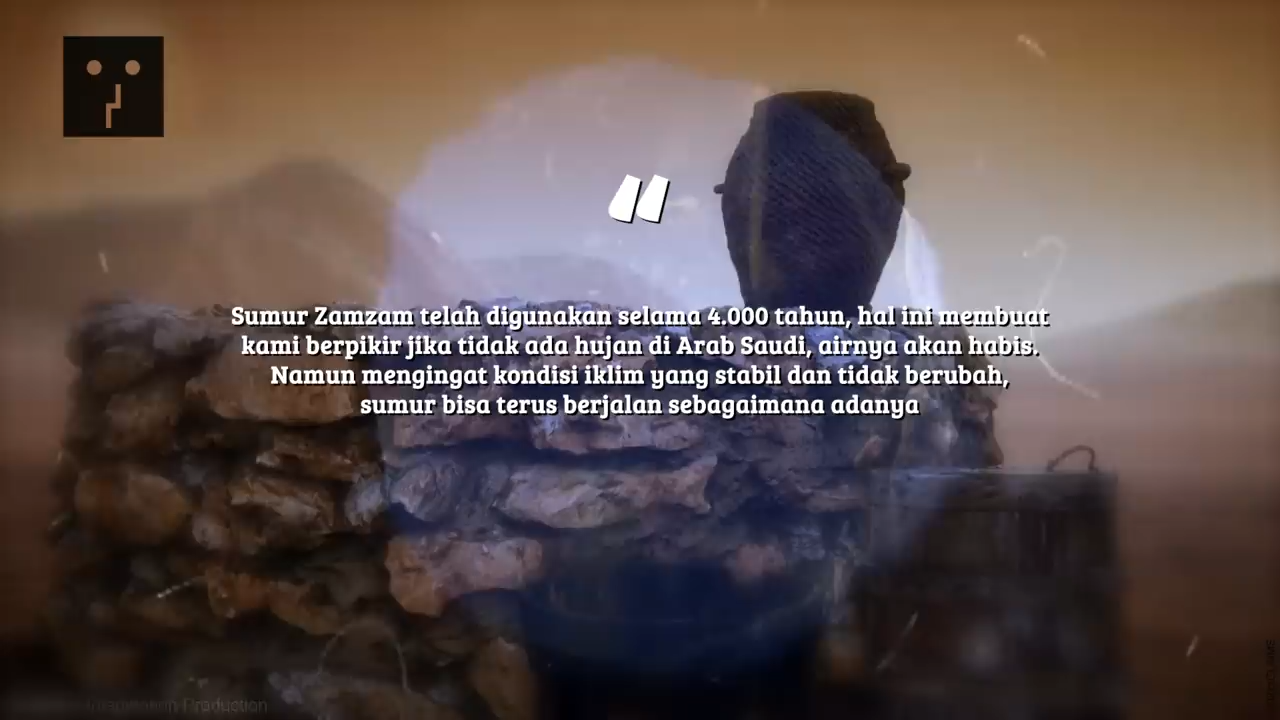 "
Sumur Zamzam telah digunakan selama 4.000 tahun, hal ini membuat
kami berpikir jika tidak ada hujan di Arab Saudi, airnya akan habis.
Namun mengingat kondisi iklim yang stabil dan tidak berubah,
sumur bisa terus berjalan sebagaimana adanya
Production